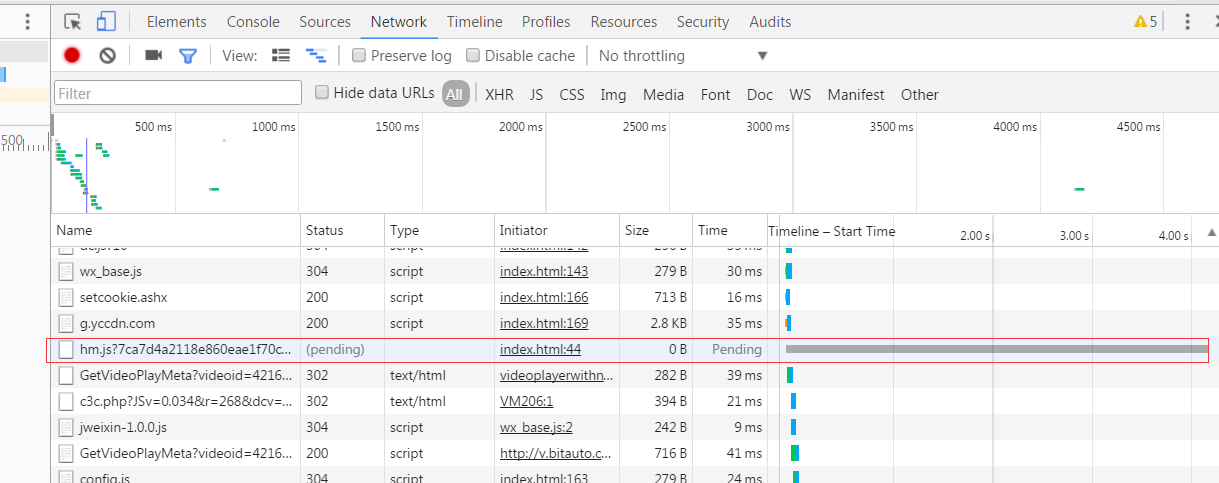 Elements Console Sources Network Timeline Profiles Resources Security Audits 5
View: Preserve log Disable cache No throttling
Filter Hide data URLs All XHR JS CSS Img Media Font Doc WS Manifest Other
500 500 ms 1000 ms 1500 ms 2000 ms 2500 ms 3000 ms 3500 ms 4000 ms 4500 ms
Name Status Type Initiator Size Time Timeline – Start Time 2.00 s 3.00 s 4.00 s
wx_base.js 304 script index.html:143 279 B 30 ms
setcookie.ashx 200 script index.html:166 713 B 16 ms
g.yccdn.com 200 script index.html:169 2.8 KB 35 ms
hm.js?7ca7d4a2118e860eae1f70c... (pending) index.html:44 0 B Pending
GetVideoPlayMeta?videoid=4216... 302 text/html videoplayerwithn... 282 B 39 ms
c3c.php?JSv=0.034&r=268&dcv=... 302 text/html VM206:1 394 B 21 ms
jweixin-1.0.0.js 304 script wx_base.js:2 242 B 9 ms
GetVideoPlayMeta?videoid=4216... 200 script http://v.bitauto.c... 716 B 41 ms
config.js 304 script index.html:163 279 B 24 ms